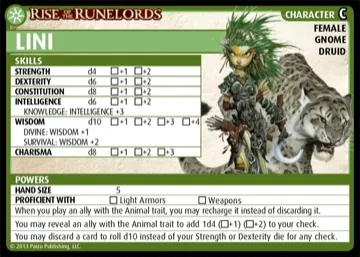 RISE OF THE RUNELORDS
CHARACTER C
LINI
FEMALE
GNOME
DRUID
SKILLS
STRENGTH d4 □+1 □+2
DEXTERITY d6 □+1 □+2
CONSTITUTION d8 □+1 □+2
INTELLIGENCE d6 □+1 □+2
KNOWLEDGE: INTELLIGENCE +3
WISDOM d10 □+1 □+2 □+3 □+4
DIVINE: WISDOM +1
SURVIVAL: WISDOM +2
CHARISMA d8 □+1 □+2 □+3
POWERS
HAND SIZE 5
PROFICIENT WITH □ Light Armors □ Weapons
When you play an ally with the Animal trait, you may recharge it instead of discarding it.
You may reveal an ally with the Animal trait to add 1d4 (□+1) (□+2) to your check.
You may discard a card to roll d10 instead of your Strength or Dexterity die for any check.
© 2013 Paizo Publishing, LLC.